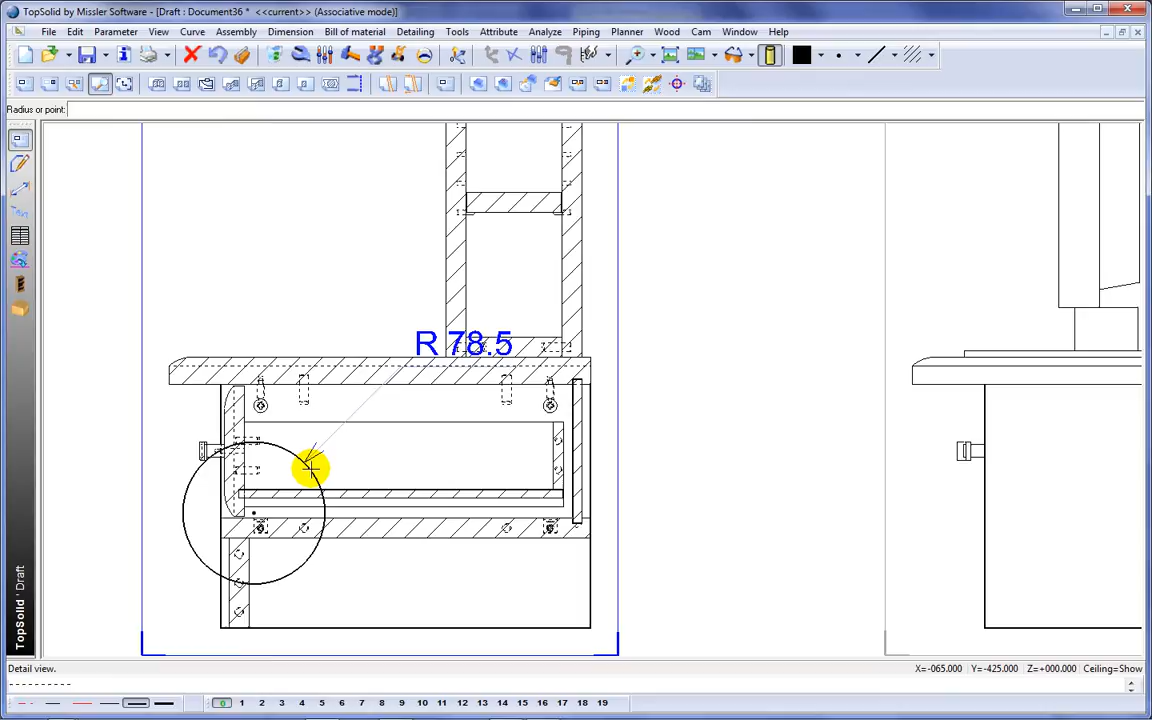 TopSolid by Missler Software - [Draft : Document36 * <<current>> (Associative mode)]
File Edit Parameter View Curve Assembly Dimension Bill of material Detailing Tools Attribute Analyze Piping Planner Wood Cam Window Help
Radius or point:
R 78.5
TopSolid ' Draft
Detail view.
X=-065.000 Y=-425.000 Z=+000.000 Ceiling=Show
0 1 2 3 4 5 6 7 8 9 10 11 12 13 14 15 16 17 18 19